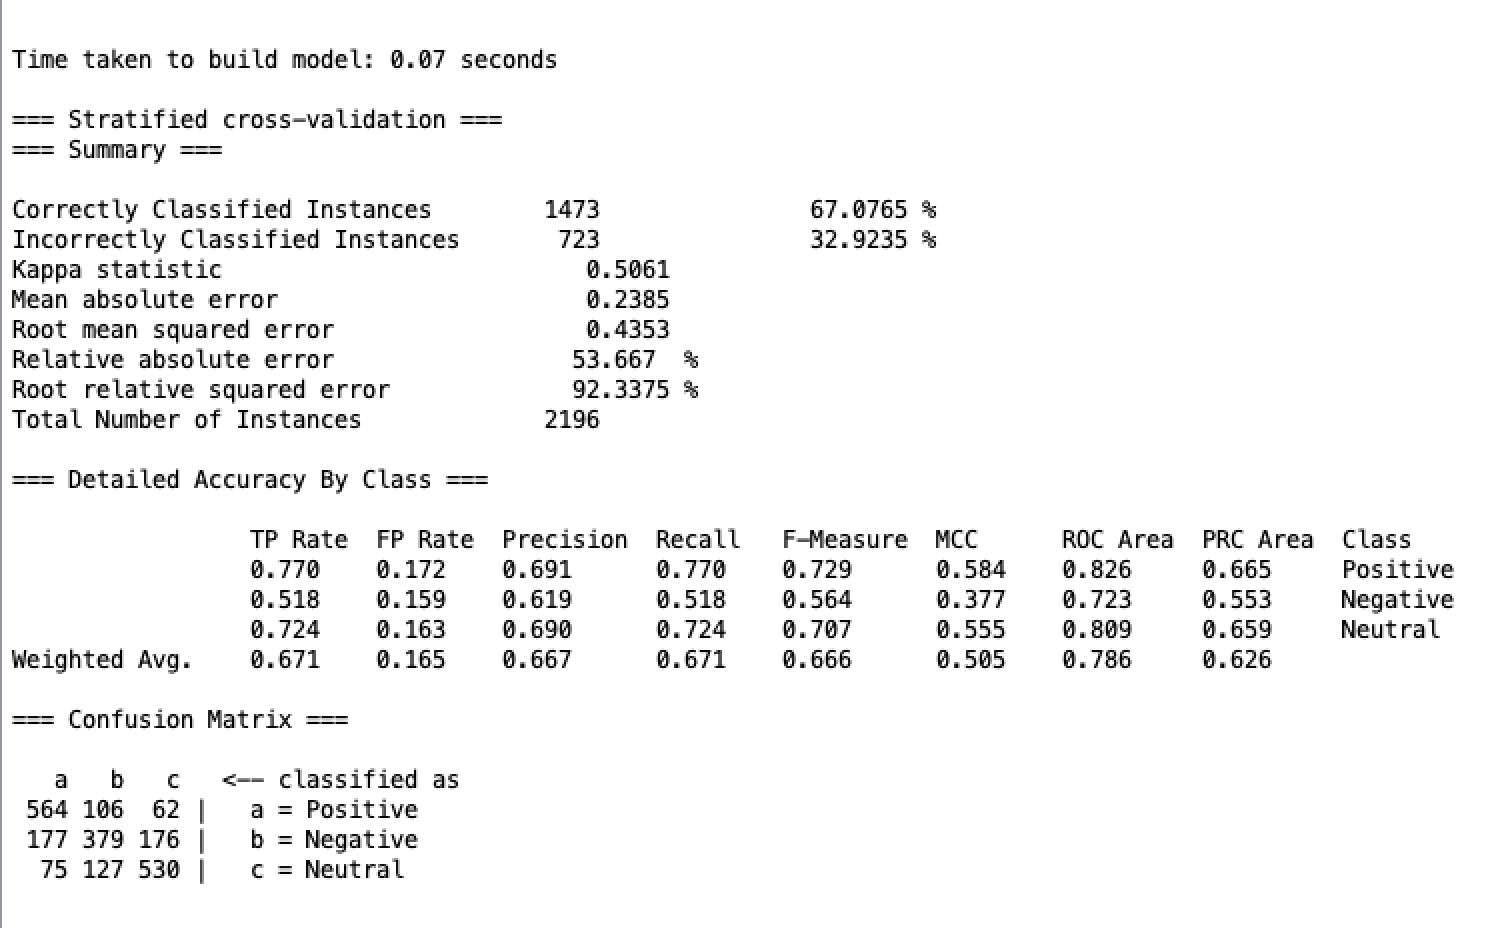 Time taken to build model: 0.07 seconds
=== Stratified cross-validation ===
=== Summary ===
Correctly Classified Instances 1473 67.0765 %
Incorrectly Classified Instances 723 32.9235 %
Kappa statistic 0.5061
Mean absolute error 0.2385
Root mean squared error 0.4353
Relative absolute error 53.667 %
Root relative squared error 92.3375 %
Total Number of Instances 2196
=== Detailed Accuracy By Class ===
TP Rate FP Rate Precision Recall F-Measure MCC ROC Area PRC Area Class
0.770 0.172 0.691 0.770 0.729 0.584 0.826 0.665 Positive
0.518 0.159 0.619 0.518 0.564 0.377 0.723 0.553 Negative
0.724 0.163 0.690 0.724 0.707 0.555 0.809 0.659 Neutral
Weighted Avg. 0.671 0.165 0.667 0.671 0.666 0.505 0.786 0.626
=== Confusion Matrix ===
a b c <-- classified as
564 106 62 | a = Positive
177 379 176 | b = Negative
75 127 530 | c = Neutral